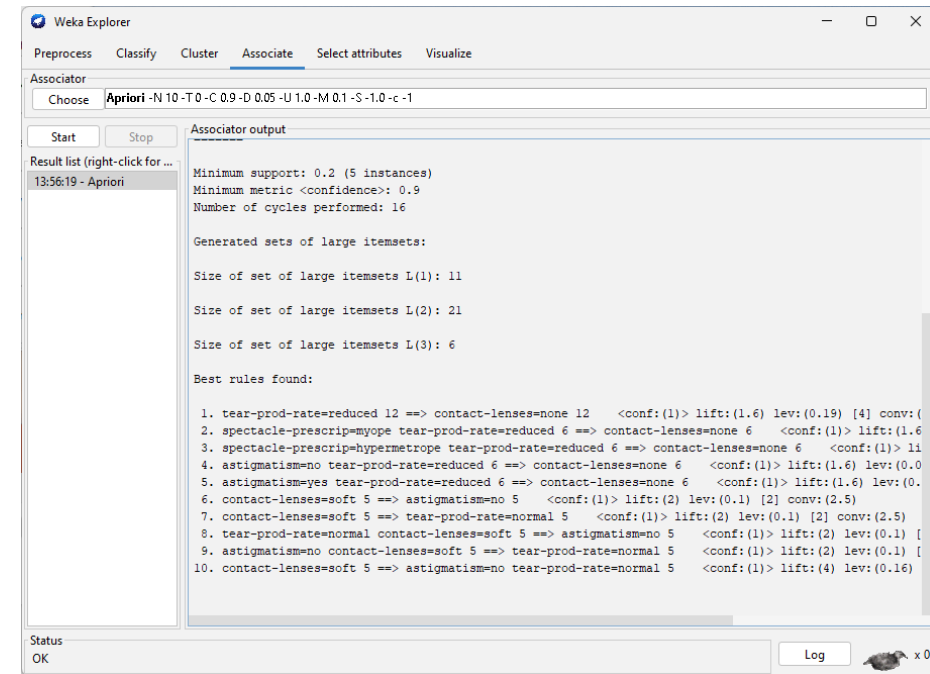 Weka Explorer
Preprocess Classify Cluster Associate Select attributes Visualize
Associator
Choose Apriori -N 10 -T 0 -C 0.9 -D 0.05 -U 1.0 -M 0.1 -S -1.0 -c -1
Start Stop
Result list (right-click for ...
13:56:19 - Apriori
Associator output
=======
Minimum support: 0.2 (5 instances)
Minimum metric <confidence>: 0.9
Number of cycles performed: 16
Generated sets of large itemsets:
Size of set of large itemsets L(1): 11
Size of set of large itemsets L(2): 21
Size of set of large itemsets L(3): 6
Best rules found:
1. tear-prod-rate=reduced 12 ==> contact-lenses=none 12 <conf:(1)> lift:(1.6) lev:(0.19) [4] conv:(
2. spectacle-prescrip=myope tear-prod-rate=reduced 6 ==> contact-lenses=none 6 <conf:(1)> lift:(1.6
3. spectacle-prescrip=hypermetrope tear-prod-rate=reduced 6 ==> contact-lenses=none 6 <conf:(1)> li
4. astigmatism=no tear-prod-rate=reduced 6 ==> contact-lenses=none 6 <conf:(1)> lift:(1.6) lev:(0.0
5. astigmatism=yes tear-prod-rate=reduced 6 ==> contact-lenses=none 6 <conf:(1)> lift:(1.6) lev:(0.
6. contact-lenses=soft 5 ==> astigmatism=no 5 <conf:(1)> lift:(2) lev:(0.1) [2] conv:(2.5)
7. contact-lenses=soft 5 ==> tear-prod-rate=normal 5 <conf:(1)> lift:(2) lev:(0.1) [2] conv:(2.5)
8. tear-prod-rate=normal contact-lenses=soft 5 ==> astigmatism=no 5 <conf:(1)> lift:(2) lev:(0.1) [
9. astigmatism=no contact-lenses=soft 5 ==> tear-prod-rate=normal 5 <conf:(1)> lift:(2) lev:(0.1) [
10. contact-lenses=soft 5 ==> astigmatism=no tear-prod-rate=normal 5 <conf:(1)> lift:(4) lev:(0.16)
Status
OK
Log
x 0